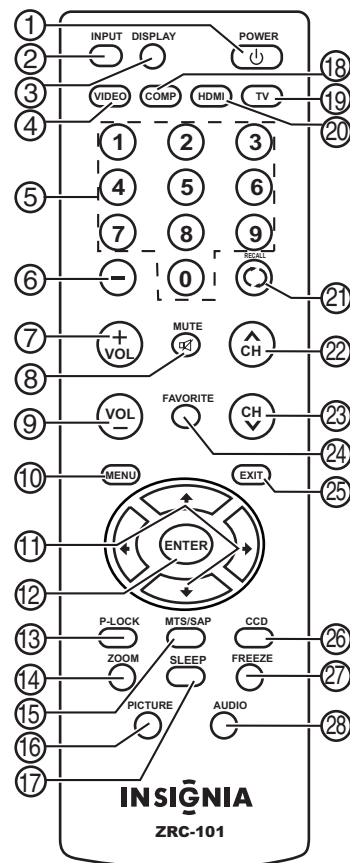 1
INPUT DISPLAY POWER
2
18
3
VIDEO COMP HDMI TV
19
4
20
1 2 3
5
4 5 6
7 8 9
RECALL
6
− 0
21
7
+
VOL
MUTE
CH
22
8
9
VOL
−
FAVORITE
CH
23
24
10
MENU
EXIT
25
11
ENTER
12
P-LOCK MTS/SAP CCD
13
26
ZOOM SLEEP FREEZE
14
27
15
PICTURE AUDIO
16
28
17
INSIGNIA
ZRC-101